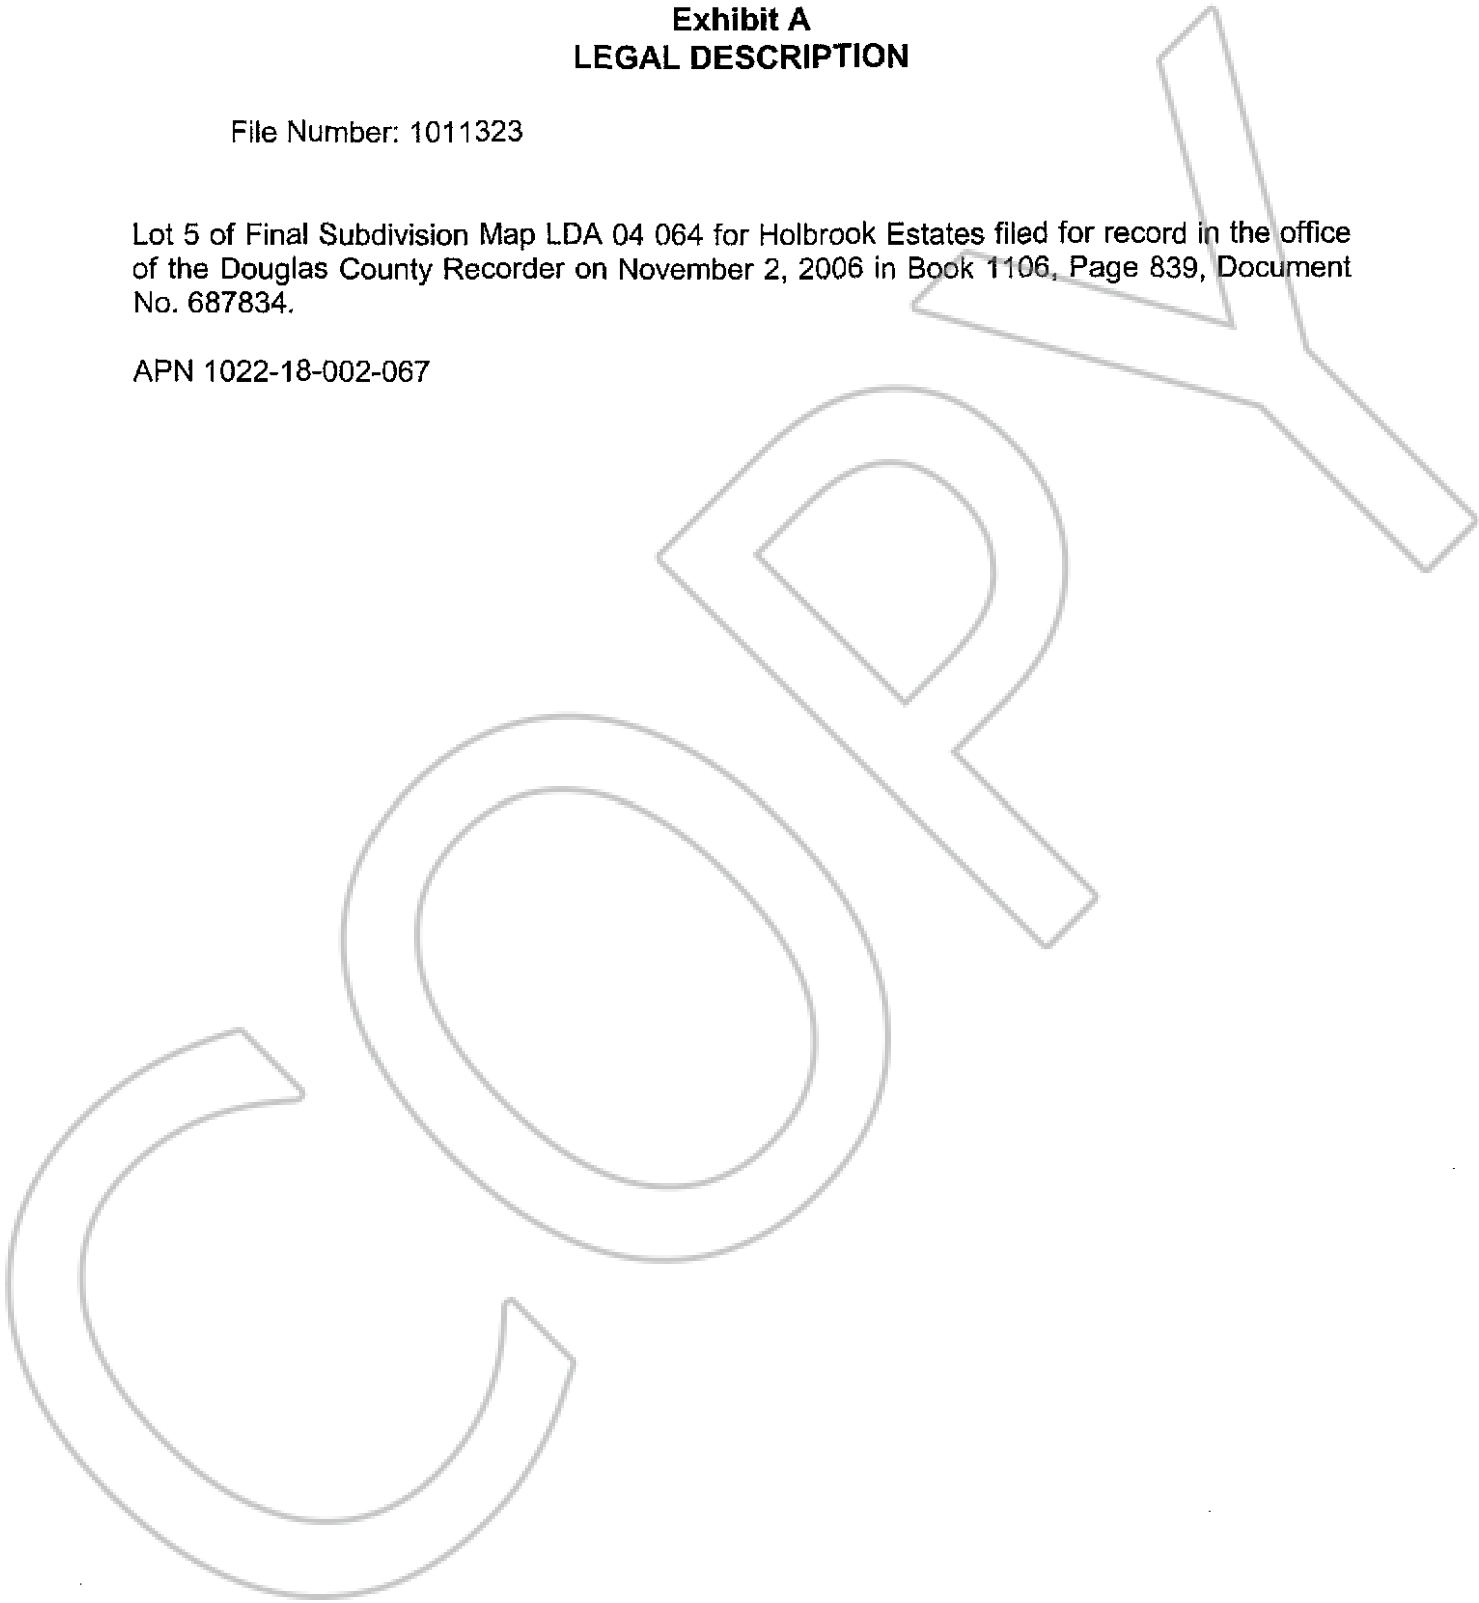 Exhibit A
LEGAL DESCRIPTION
File Number: 1011323
Lot 5 of Final Subdivision Map LDA 04 064 for Holbrook Estates filed for record in the office
of the Douglas County Recorder on November 2, 2006 in Book 1106, Page 839, Document
No. 687834.
APN 1022-18-002-067
COPY